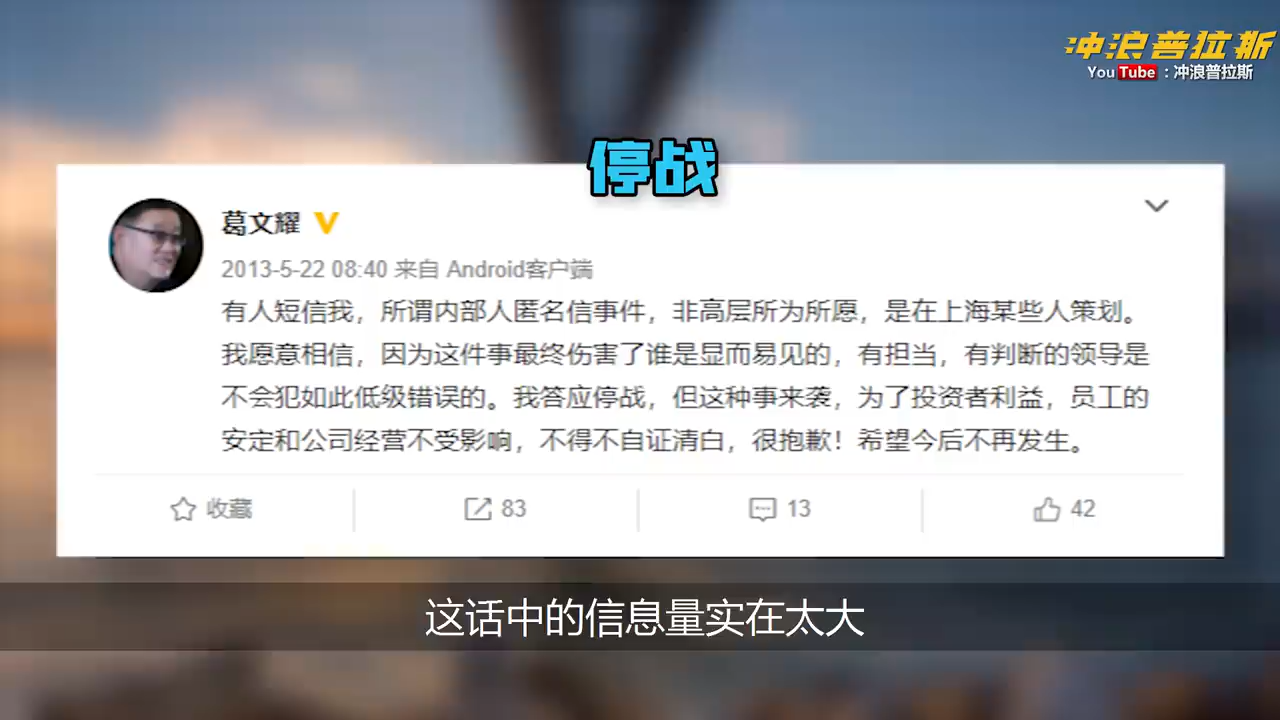 冲浪普拉斯
YouTube：冲浪普拉斯
停战
葛文耀
2013-5-22 08:40 来自 Android客户端
有人短信我，所谓内部人匿名信事件，非高层所为所愿，是在上海某些人策划。
我愿意相信，因为这件事最终伤害了谁是显而易见的，有担当，有判断的领导是
不会犯如此低级错误的。我答应停战，但这种事来袭，为了投资者利益，员工的
安定和公司经营不受影响，不得不自证清白，很抱歉！希望今后不再发生。
收藏 83 13 42
这话中的信息量实在太大